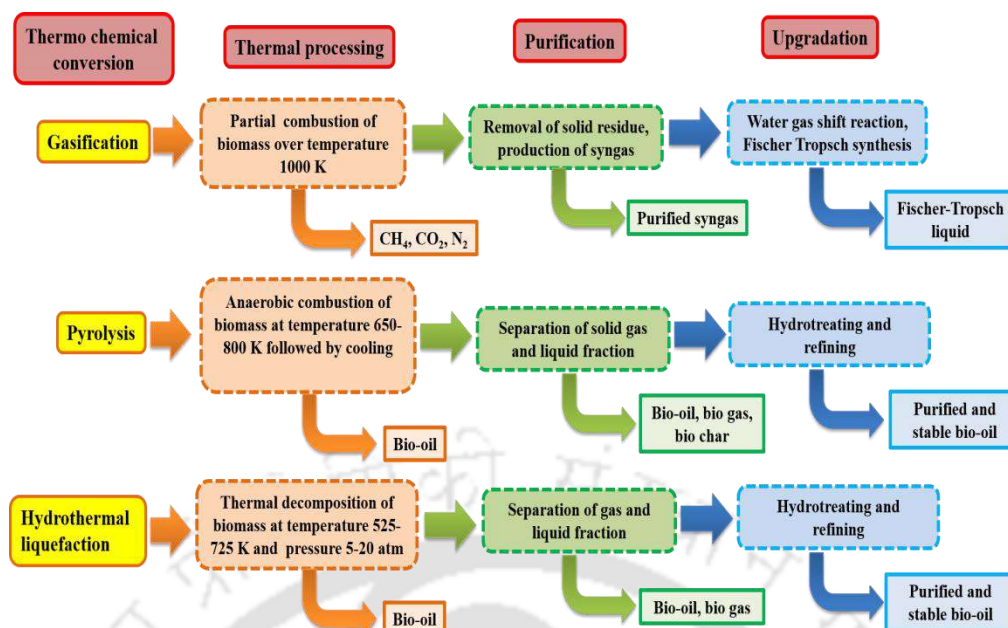 Thermo chemical
conversion
Thermal processing
Purification
Upgradation
Gasification
Partial combustion of
biomass over temperature
1000 K
Removal of solid residue,
production of syngas
Water gas shift reaction,
Fischer Tropsch synthesis
CH₄, CO₂, N₂
Purified syngas
Fischer-Tropsch
liquid
Pyrolysis
Anaerobic combustion of
biomass at temperature 650-
800 K followed by cooling
Separation of solid gas
and liquid fraction
Hydrotreating and
refining
Bio-oil
Bio-oil, bio gas,
bio char
Purified and
stable bio-oil
Hydrothermal
liquefaction
Thermal decomposition of
biomass at temperature 525-
725 K and pressure 5-20 atm
Separation of gas and
liquid fraction
Hydrotreating and
refining
Bio-oil
Bio-oil, bio gas
Purified and
stable bio-oil